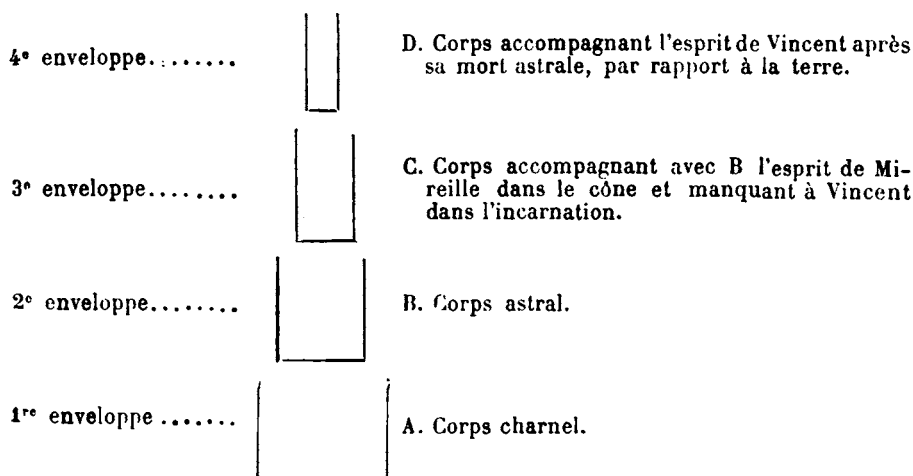 4e enveloppe........
D. Corps accompagnant l'esprit de Vincent après
sa mort astrale, par rapport à la terre.
3e enveloppe........
C. Corps accompagnant avec B l'esprit de Mi-
reille dans le cône et manquant à Vincent
dans l'incarnation.
2e enveloppe........
B. Corps astral.
1re enveloppe .......
A. Corps charnel.